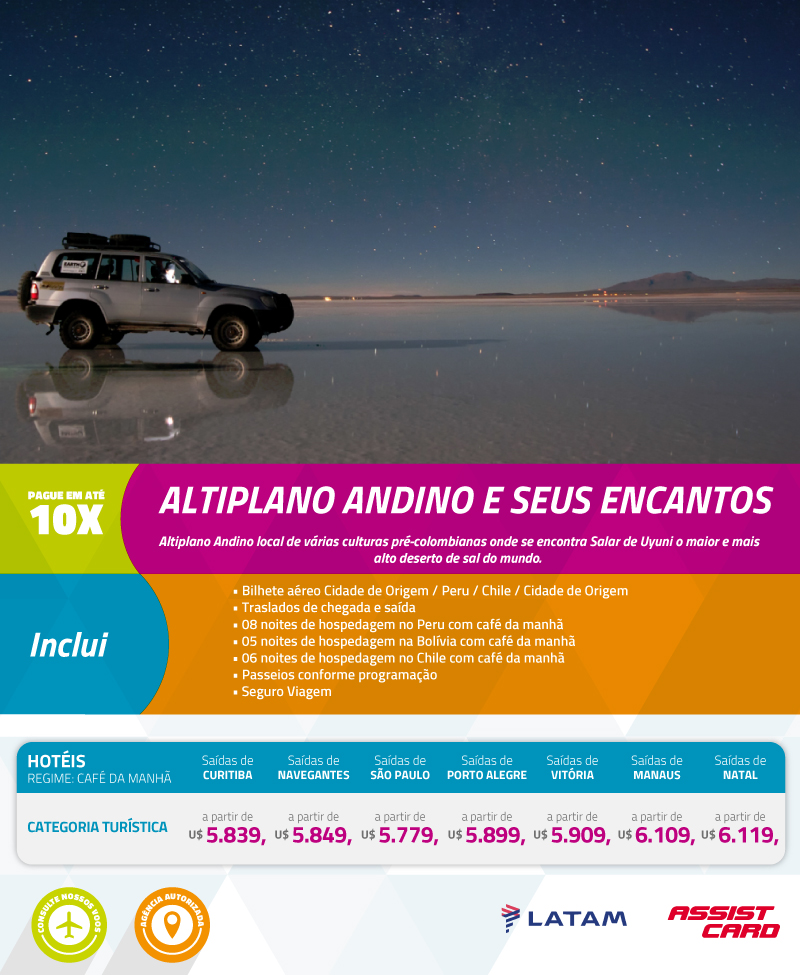 EARTH
PAGUE EM ATÉ
10X
ALTIPLANO ANDINO E SEUS ENCANTOS
Altiplano Andino local de várias culturas pré-colombianas onde se encontra Salar de Uyuni o maior e mais
alto deserto de sal do mundo.
Inclui
• Bilhete aéreo Cidade de Origem / Peru / Chile / Cidade de Origem
• Traslados de chegada e saída
• 08 noites de hospedagem no Peru com café da manhã
• 05 noites de hospedagem na Bolívia com café da manhã
• 06 noites de hospedagem no Chile com café da manhã
• Passeios conforme programação
• Seguro Viagem
HOTÉIS
REGIME: CAFÉ DA MANHÃ
Saídas de
CURITIBA
Saídas de
NAVEGANTES
Saídas de
SÃO PAULO
Saídas de
PORTO ALEGRE
Saídas de
VITÓRIA
Saídas de
MANAUS
Saídas de
NATAL
CATEGORIA TURÍSTICA
a partir de
U$ 5.839,
a partir de
U$ 5.849,
a partir de
U$ 5.779,
a partir de
U$ 5.899,
a partir de
U$ 5.909,
a partir de
U$ 6.109,
a partir de
U$ 6.119,
CONSULTE NOSSOS VOOS
AGÊNCIA AUTORIZADA
LATAM
ASSIST
CARD